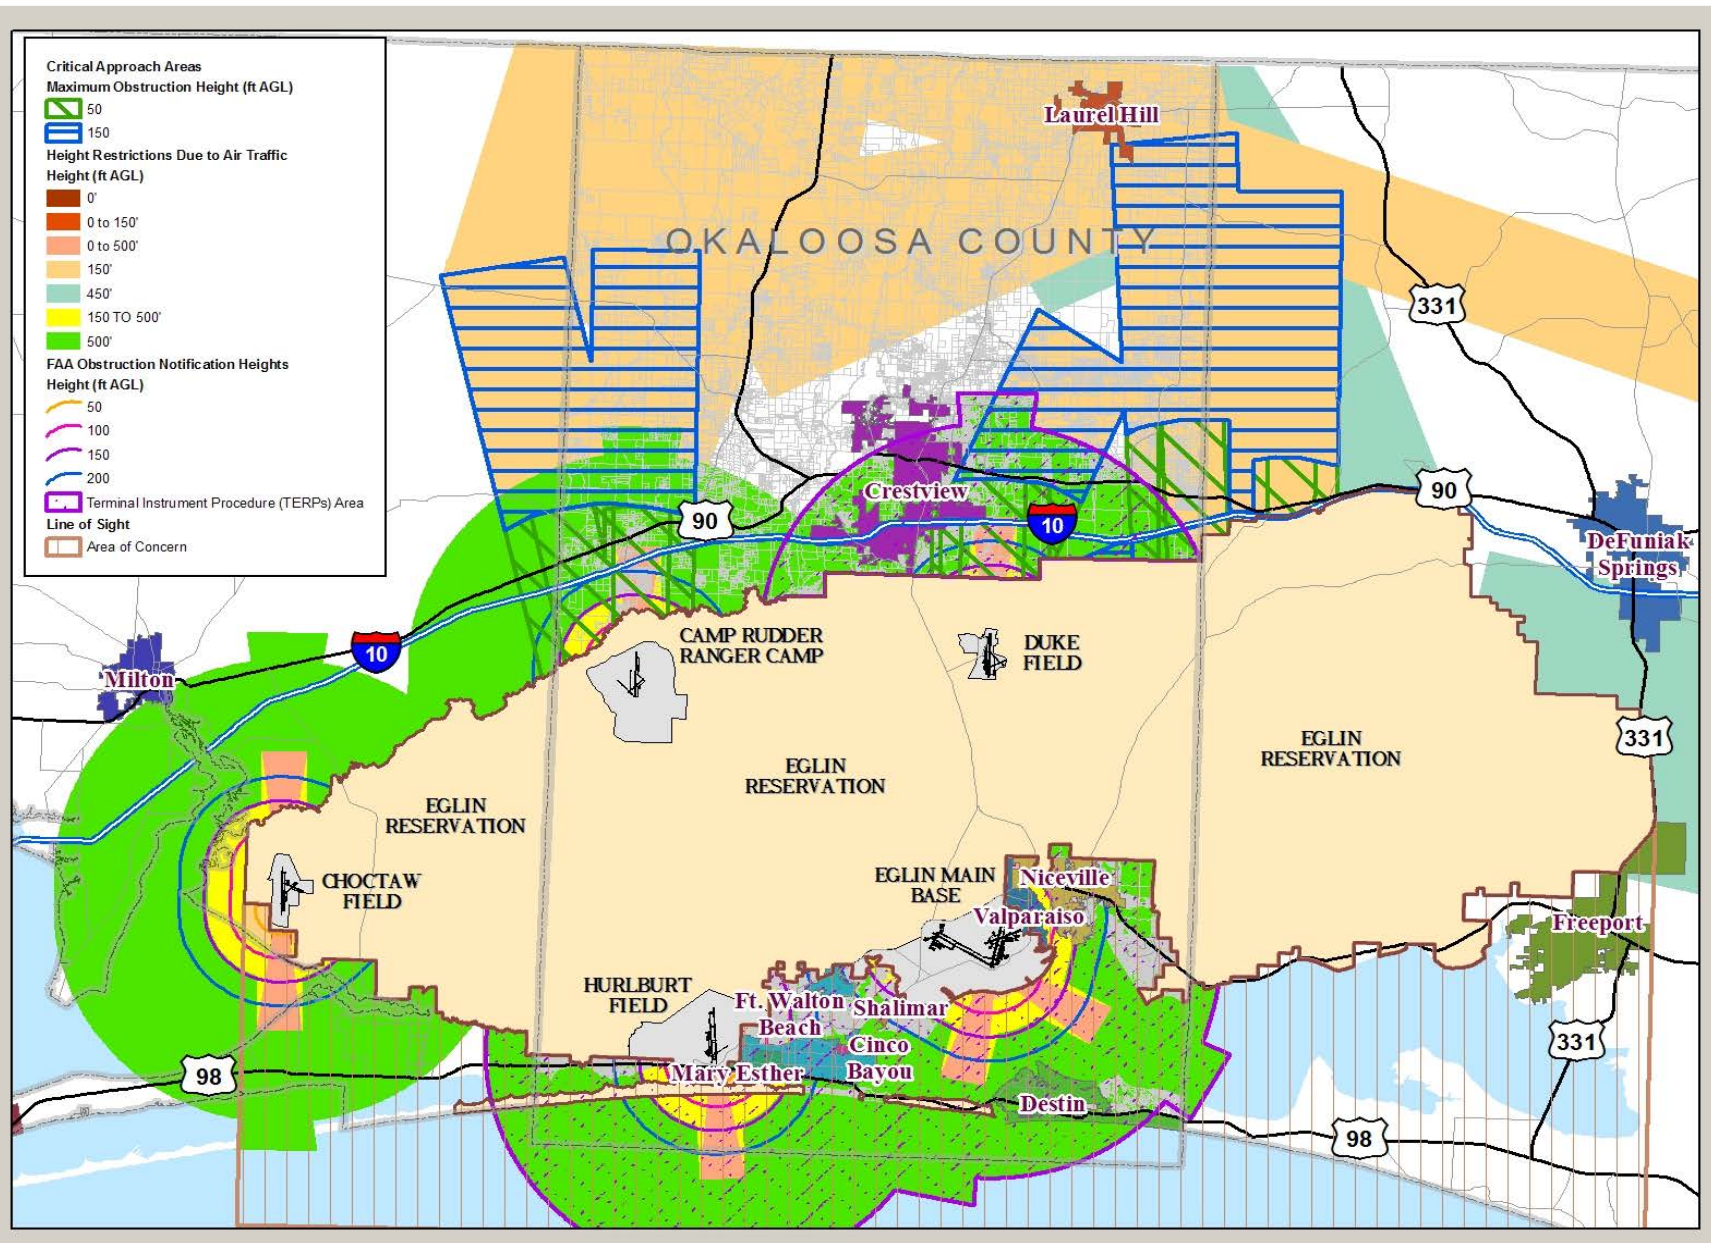 Critical Approach Areas
Maximum Obstruction Height (ft AGL)
50
150
Height Restrictions Due to Air Traffic
Height (ft AGL)
0'
0 to 150'
0 to 500'
150'
450'
150 TO 500'
500'
FAA Obstruction Notification Heights
Height (ft AGL)
50
100
150
200
Terminal Instrument Procedure (TERPs) Area
Line of Sight
Area of Concern
Laurel Hill
OKALOOSA COUNTY
331
Crestview
90
90
10
DeFuniak
Springs
10
Milton
CAMP RUDDER
RANGER CAMP
DUKE
FIELD
331
EGLIN
RESERVATION
EGLIN
RESERVATION
EGLIN
RESERVATION
CHOCTAW
FIELD
EGLIN MAIN
BASE
Niceville
Valparaiso
Freeport
HURLBURT
FIELD
Ft. Walton
Beach
Shalimar
Cinco
Bayou
331
98
Mary Esther
Destin
98